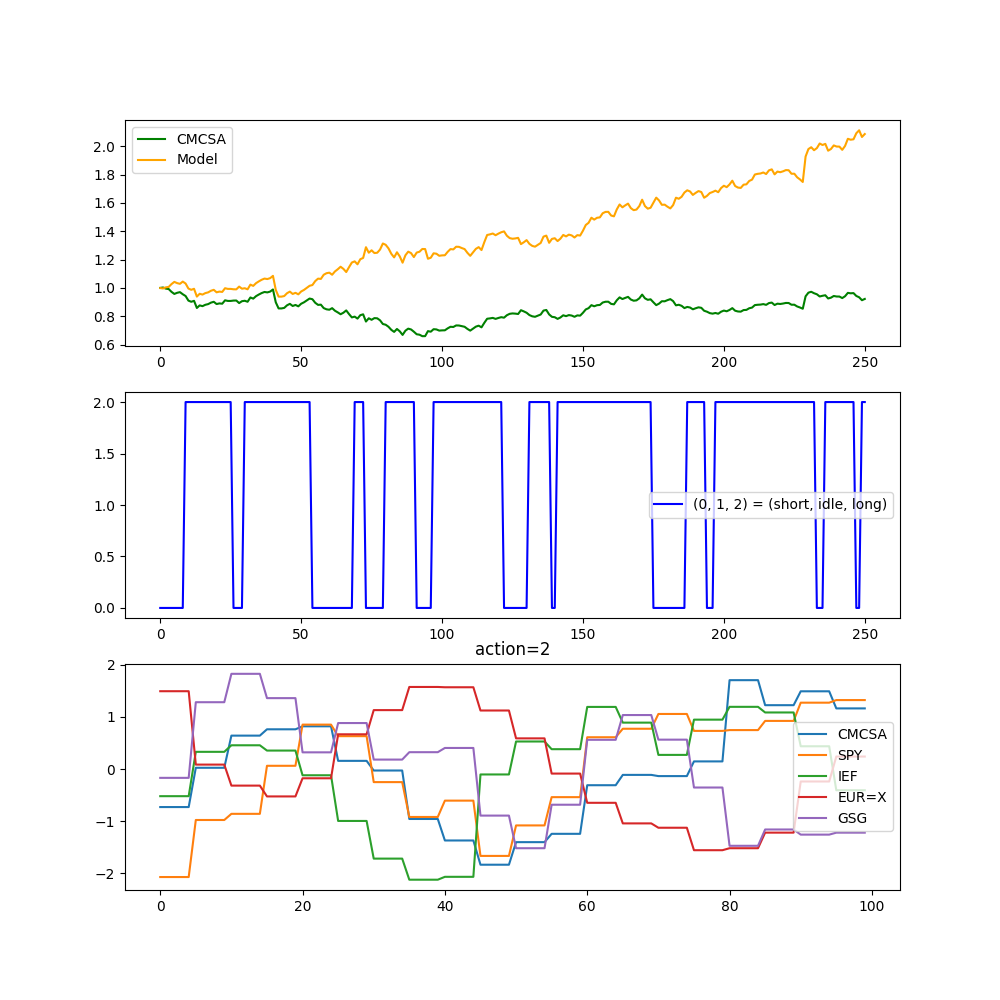 CMCSA
Model
2.0
1.8
1.6
1.4
1.2
1.0
0.8
0.6
0 50 100 150 200 250
2.0
1.5
1.0
0.5
0.0
(0, 1, 2) = (short, idle, long)
0 50 100 150 200 250
action=2
2
1
0
−1
−2
CMCSA
SPY
IEF
EUR=X
GSG
0 20 40 60 80 100